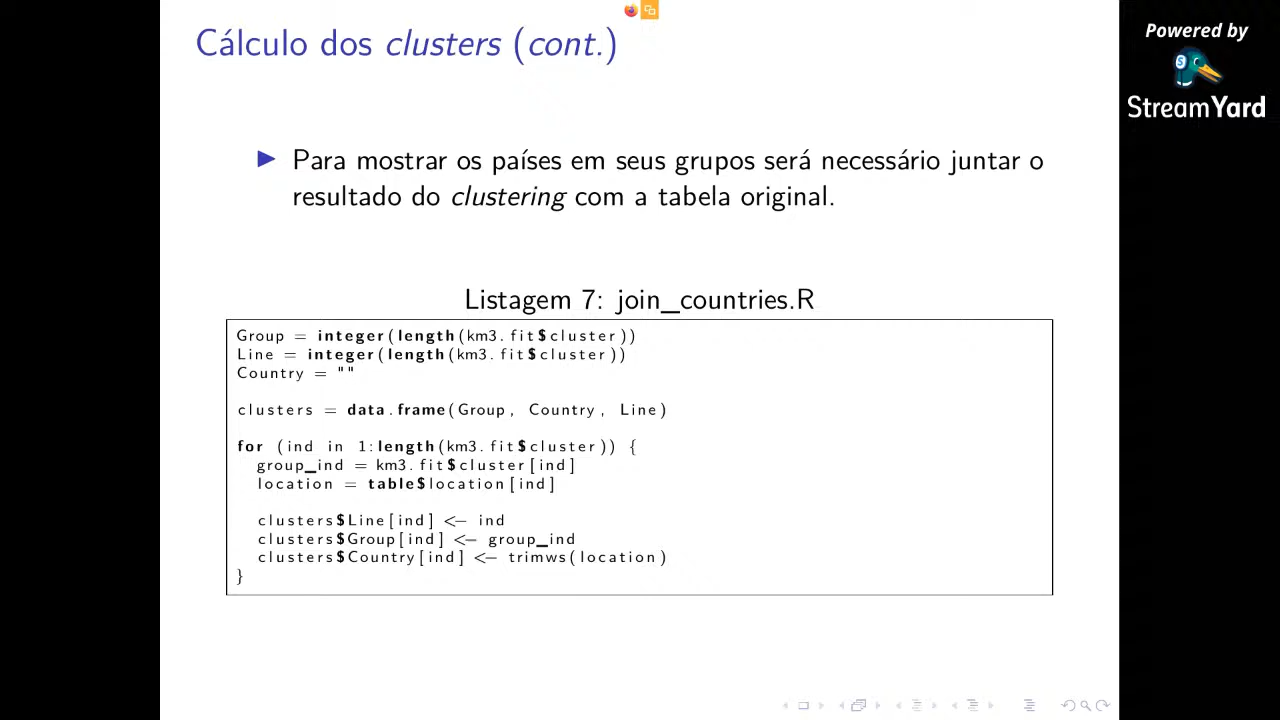 Cálculo dos clusters (cont.)
Powered by
StreamYard
Para mostrar os países em seus grupos será necessário juntar o
resultado do clustering com a tabela original.
Listagem 7: join_countries.R
Group = integer(length(km3.fit$cluster))
Line = integer(length(km3.fit$cluster))
Country = ""
clusters = data.frame(Group, Country, Line)
for (ind in 1:length(km3.fit$cluster)) {
group_ind = km3.fit$cluster[ind]
location = table$location[ind]
clusters$Line[ind] <- ind
clusters$Group[ind] <- group_ind
clusters$Country[ind] <- trimws(location)
}